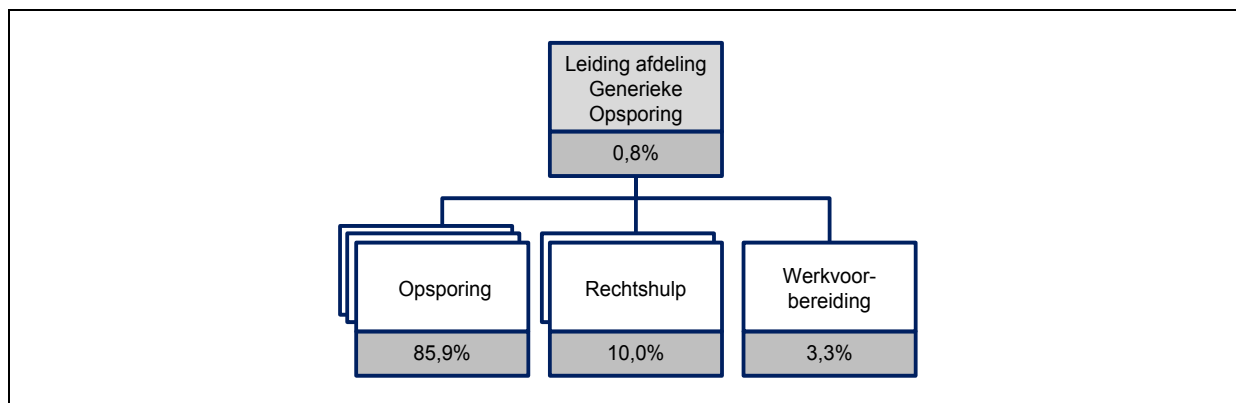 Leiding afdeling
Generieke
Opsporing
0,8%
Opsporing
85,9%
Rechtshulp
10,0%
Werkvoor-
bereiding
3,3%